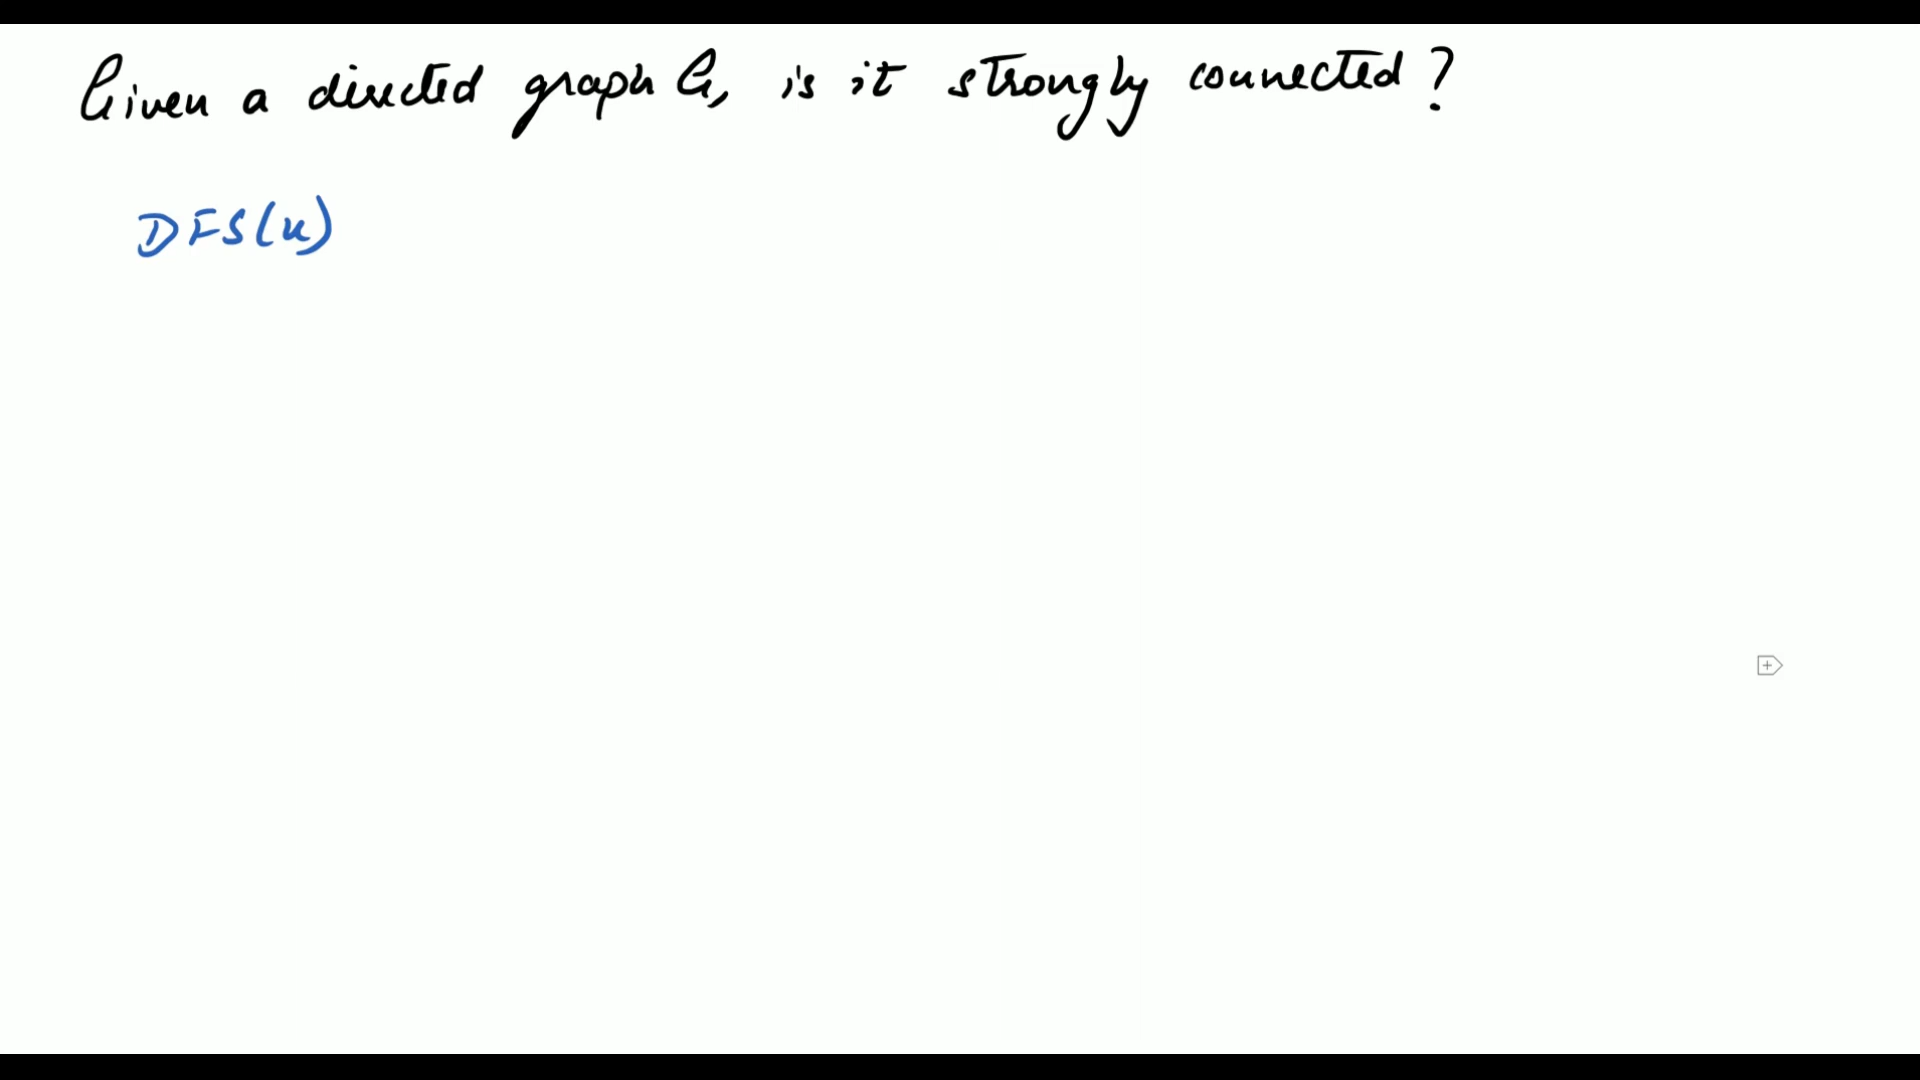 Given a directed graph G, is it strongly connected?
DFS(u)